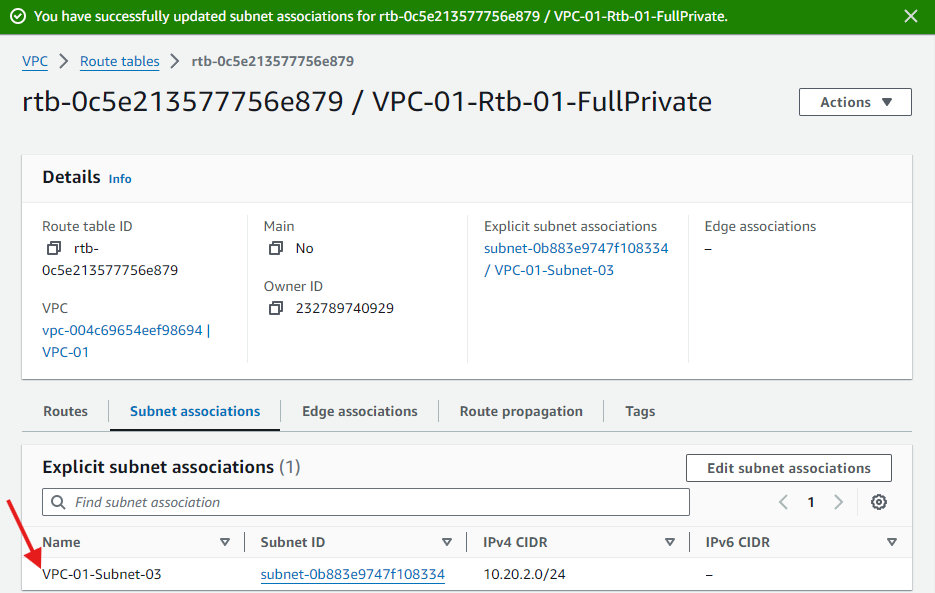 You have successfully updated subnet associations for rtb-0c5e213577756e879 / VPC-01-Rtb-01-FullPrivate.
VPC > Route tables > rtb-0c5e213577756e879
rtb-0c5e213577756e879 / VPC-01-Rtb-01-FullPrivate
Actions
Details Info
Route table ID
rtb-
0c5e213577756e879
VPC
vpc-004c69654eef98694 |
VPC-01
Main
No
Owner ID
232789740929
Explicit subnet associations
subnet-0b883e9747f108334
/ VPC-01-Subnet-03
Edge associations
–
Routes
Subnet associations
Edge associations
Route propagation
Tags
Explicit subnet associations (1)
Edit subnet associations
Find subnet association
1
Name Subnet ID IPv4 CIDR IPv6 CIDR
VPC-01-Subnet-03 subnet-0b883e9747f108334 10.20.2.0/24 –